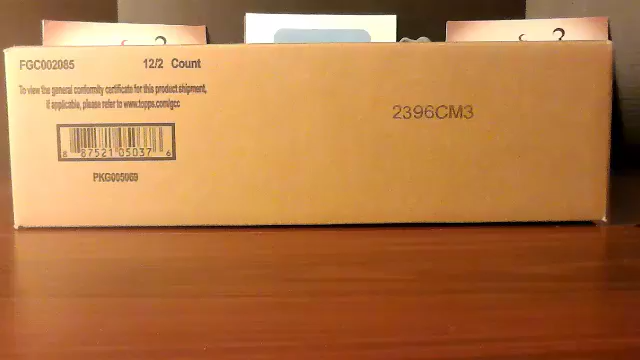 FGC002085 12/2 Count
To view the general conformity certificate for this product shipment,
if applicable, please refer to www.topps.com/gcc
2396CM3
8 87521 05037 6
PKG005069